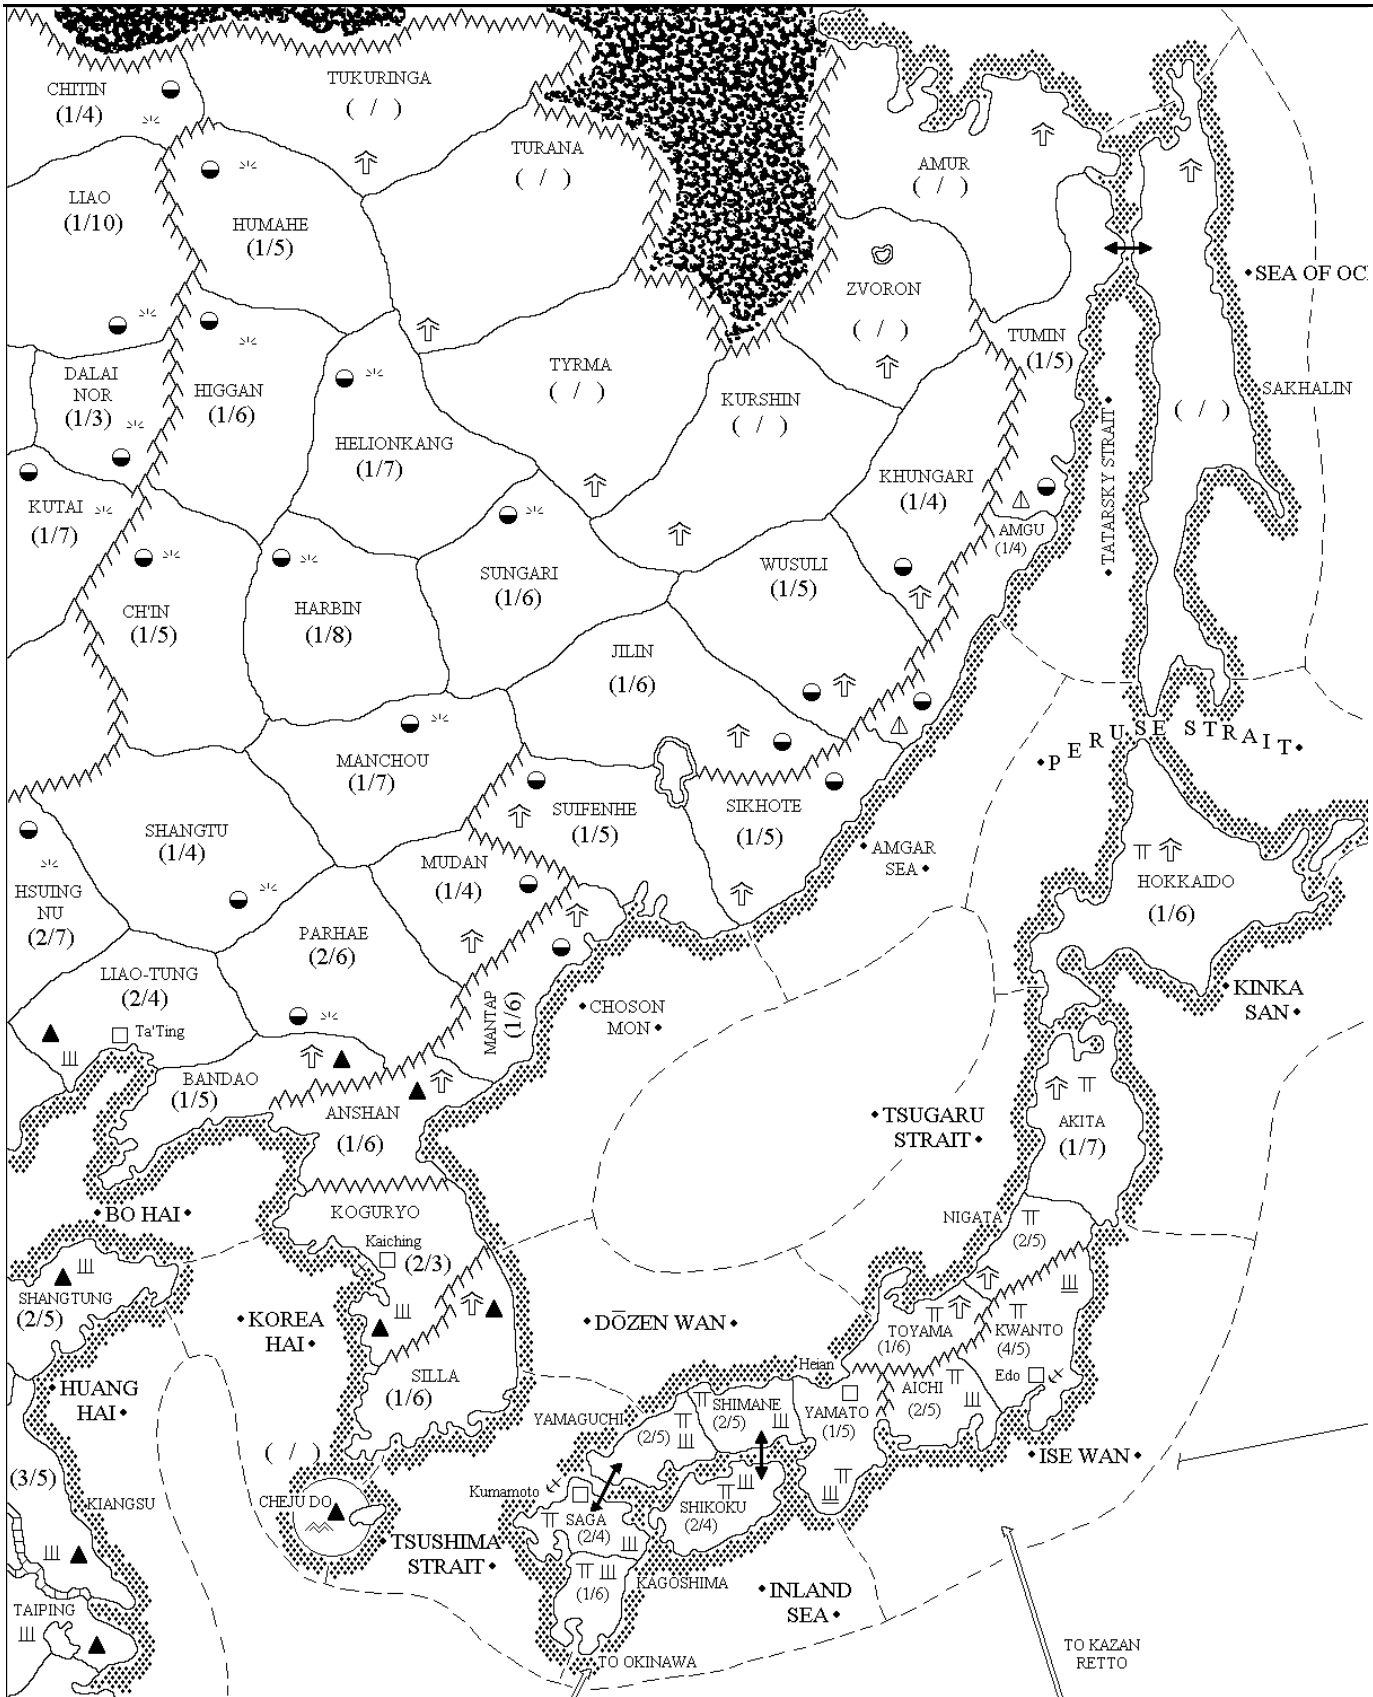 CHITIN
(1/4)
TUKURINGA
( / )
TURANA
( / )
AMUR
( / )
LIAO
(1/10)
HUMAHE
(1/5)
ZVORON
( / )
SEA OF
TUMIN
(1/5)
DALAI
NOR
(1/3)
HIGGAN
(1/6)
TYRMA
( / )
KURSHIN
( / )
SAKHALIN
( / )
HELIONKANG
(1/7)
KHUNGARI
(1/4)
TATARSKY STRAIT
KUTAI
(1/7)
AMGU
(1/4)
CH'IN
(1/5)
HARBIN
(1/8)
SUNGARI
(1/6)
WUSULI
(1/5)
JILIN
(1/6)
PERUSE STRAIT
MANCHOU
(1/7)
SHANGTU
(1/4)
SUIFENHE
(1/5)
SIKHOTE
(1/5)
AMGAR
SEA
MUDAN
(1/4)
HOKKAIDO
(1/6)
HSUING
NU
(2/7)
PARHAE
(2/6)
LIAO-TUNG
(2/4)
Ta'Ting
MANTAP
(1/6)
CHOSON
MON
KINKA
SAN
BANDAO
(1/5)
ANSHAN
(1/6)
TSUGARU
STRAIT
AKITA
(1/7)
BO HAI
KOGURYO
Kaiching
(2/3)
NIGATA
(2/5)
SHANGTUNG
(2/5)
KOREA
HAI
DŌZEN WAN
TOYAMA
(1/6)
KWANTO
(4/5)
Edo
HUANG
HAI
SILLA
(1/6)
Heian
AICHI
(2/5)
YAMAGUCHI
(2/5)
SHIMANE
(2/5)
YAMATO
(1/5)
( / )
ISE WAN
(3/5)
KIANGSU
CHEJU DO
Kumamoto
SAGA
(2/4)
SHIKOKU
(2/4)
TSUSHIMA
STRAIT
KAGOSHIMA
(1/6)
INLAND
SEA
TAIPING
TO OKINAWA
TO KAZAN
RETTO